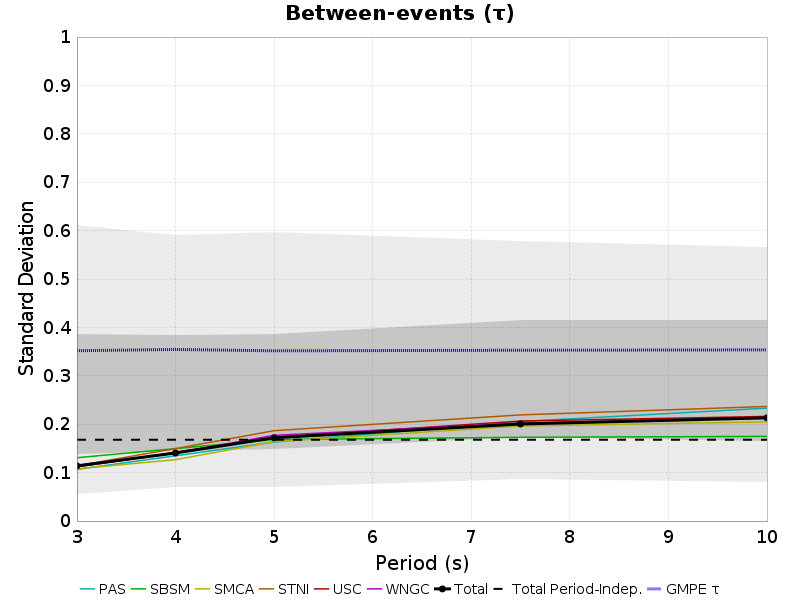 Between-events (τ)
1
0.9
0.8
0.7
0.6
0.5
0.4
0.3
0.2
0.1
0
Standard Deviation
3 4 5 6 7 8 9 10
Period (s)
PAS SBSM SMCA STNI USC WNGC Total Total Period-Indep. GMPE τ